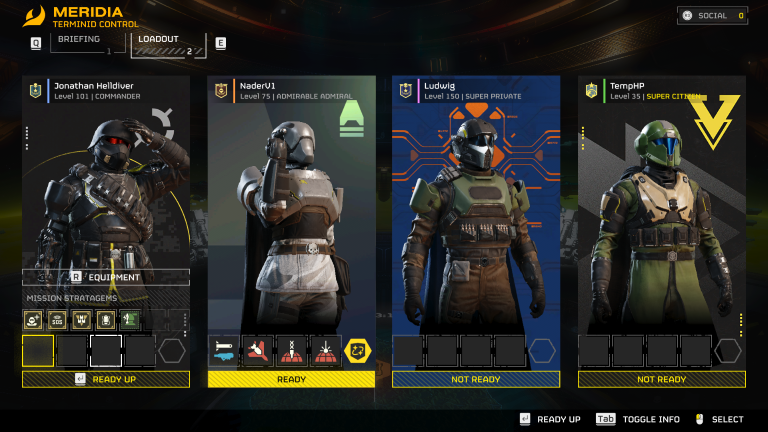 MERIDIA
TERMINID CONTROL
SOCIAL 0
Q
BRIEFING
1
LOADOUT
2
E
Jonathan Helldiver
Level 101 | COMMANDER
NaderV1
Level 75 | ADMIRABLE ADMIRAL
Ludwig
Level 150 | SUPER PRIVATE
TempHP
Level 35 | SUPER CITIZEN
R EQUIPMENT
MISSION STRATAGEMS
SOS
READY UP
READY
NOT READY
NOT READY
READY UP
Tab TOGGLE INFO
SELECT